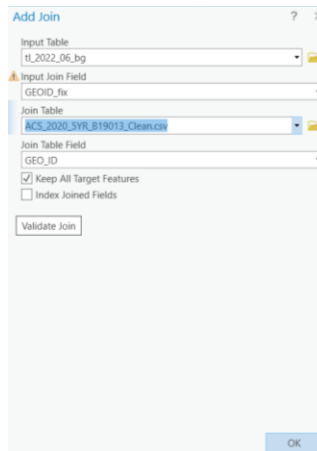 Add Join ?
Input Table
tl_2022_06_bg
Input Join Field
GEOID_fix
Join Table
ACS_2020_5YR_B19013_Clean.csv
Join Table Field
GEO_ID
Keep All Target Features
Index Joined Fields
Validate Join
OK